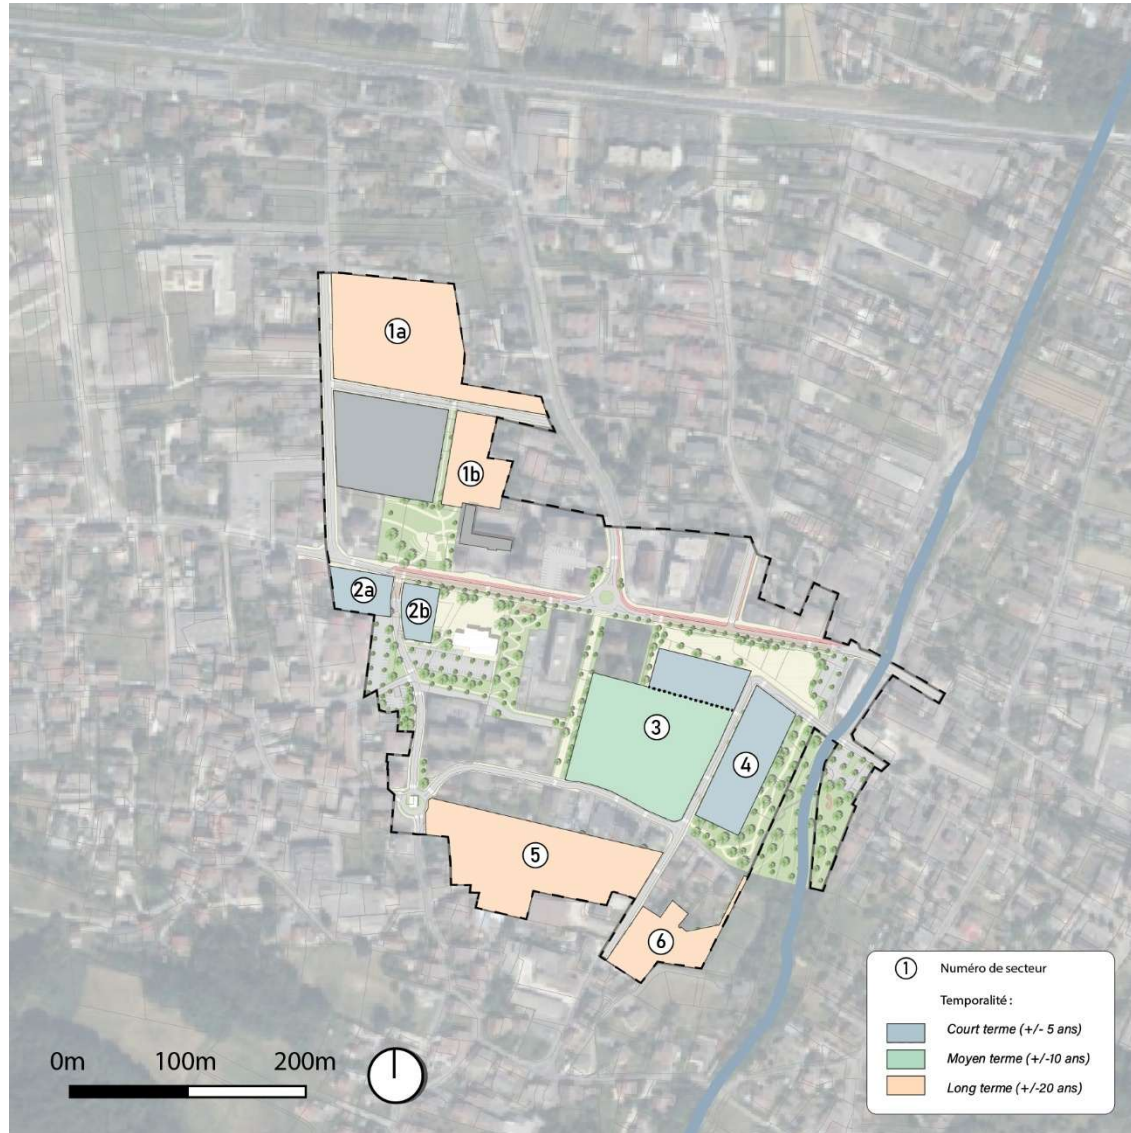 1a
1b
2a
2b
3
4
5
6
1 Numéro de secteur
Temporalité :
Court terme (+/- 5 ans)
Moyen terme (+/-10 ans)
Long terme (+/-20 ans)
0m 100m 200m